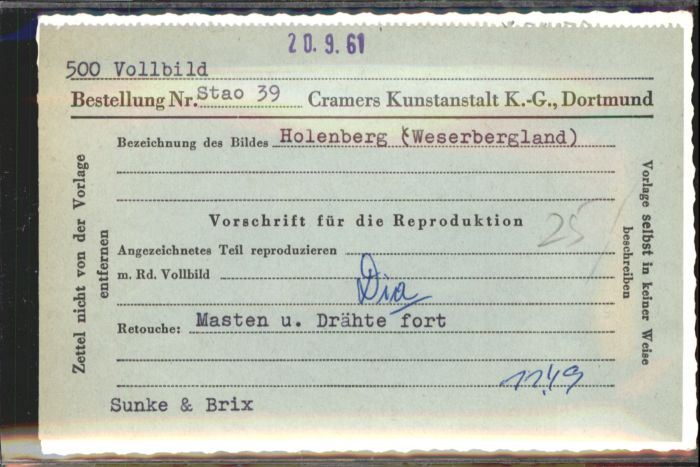 20.9.61
500 Vollbild
Bestellung Nr. Stao 39 Cramers Kunstanstalt K.-G., Dortmund
Bezeichnung des Bildes Holenberg (Weserbergland)
Vorschrift für die Reproduktion
25
Angezeichnetes Teil reproduzieren
m. Rd. Vollbild
Dia
Retouche: Masten u. Drähte fort
1149
Sunke & Brix
Zettel nicht von der Vorlage
entfernen
Vorlage selbst in keiner Weise
beschreiben